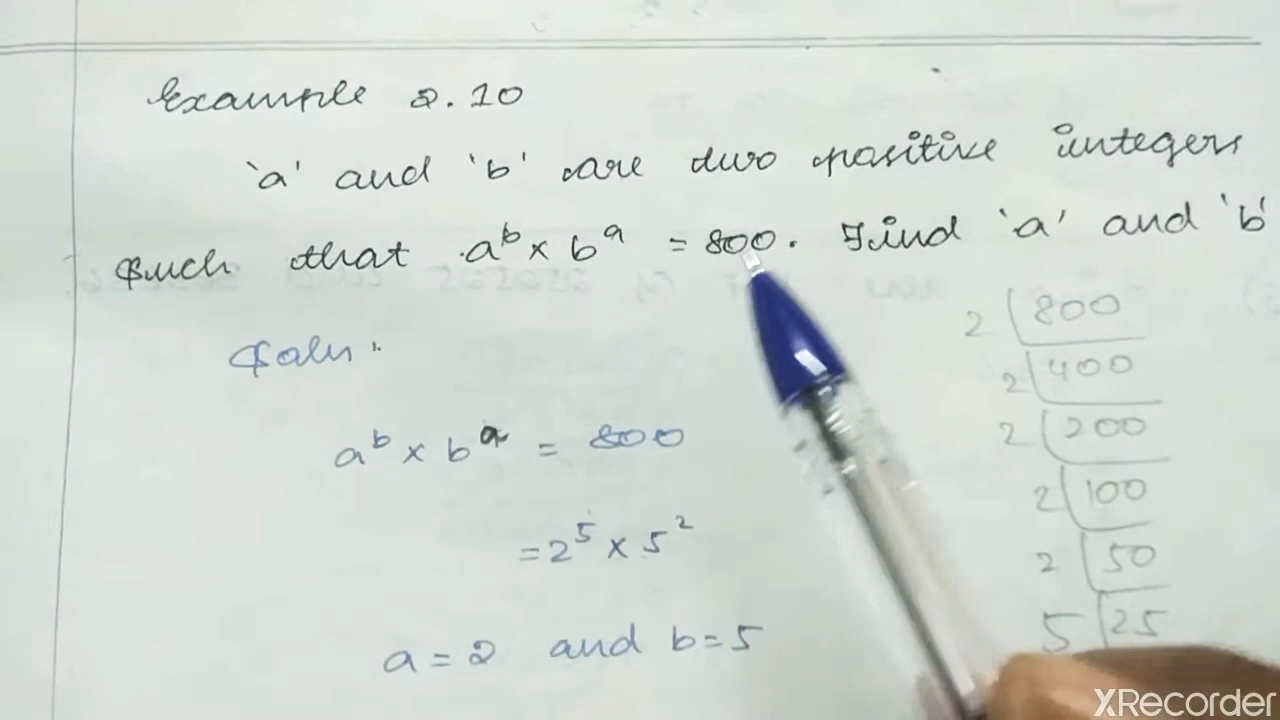 Example 2.10
'a' and 'b' are two positive integers
such that a^b × b^a = 800. Find 'a' and 'b'
Soln :
a^b × b^a = 800
= 2^5 × 5^2
a = 2 and b = 5
2 | 800
2 | 400
2 | 200
2 | 100
2 | 50
5 | 25
XRecorder